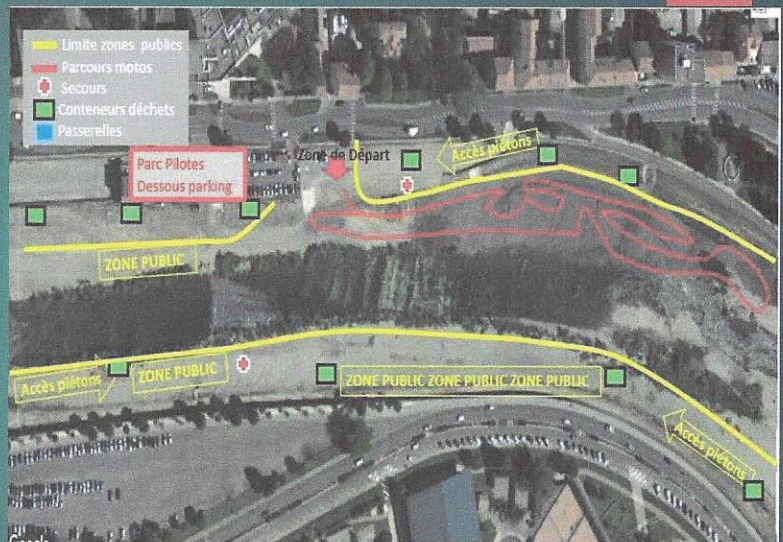 Limite zones publics
Parcours motos
Secours
Conteneurs déchets
Passerelles
Parc Pilotes
Dessous parking
Zone de Départ
Accès piétons
ZONE PUBLIC
Accès piétons
ZONE PUBLIC
ZONE PUBLIC ZONE PUBLIC ZONE PUBLIC
Accès piétons
Google